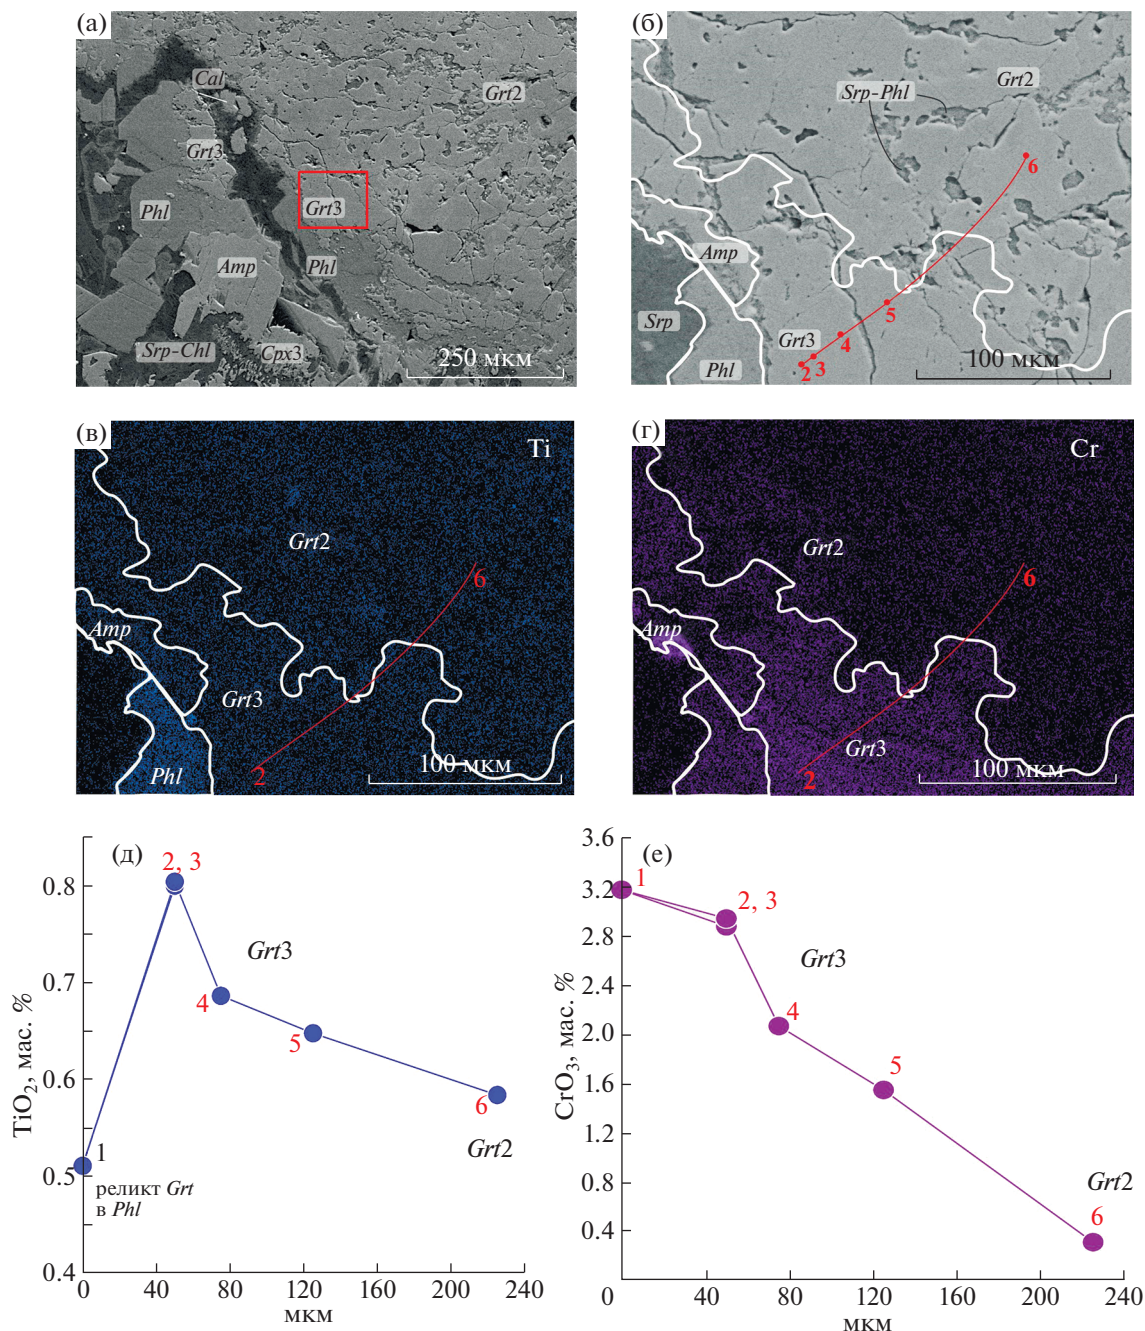 (а)
Cal
Grt2
Grt3
Grt3
Phl
Amp
Phl
Srp-Chl
Cpx3
250 мкм
(б)
Grt2
Srp-Phl
6
Amp
5
Srp
Grt3
4
2
3
Phl
100 мкм
(в)
Ti
Grt2
6
Amp
Grt3
Phl
2
100 мкм
(г)
Cr
Grt2
6
Amp
Grt3
2
100 мкм
(д)
2, 3
0.8
Grt3
0.7
4
5
0.6
6
Grt2
1
0.5
реликт Grt
в Phl
0.4
0
40
80
120
160
200
240
TiO2, мас. %
мкм
(е)
3.6
3.2
1
2, 3
2.8
Grt3
2.4
4
2.0
5
1.6
1.2
0.8
Grt2
6
0.4
0
40
80
120
160
200
240
CrO3, мас. %
мкм